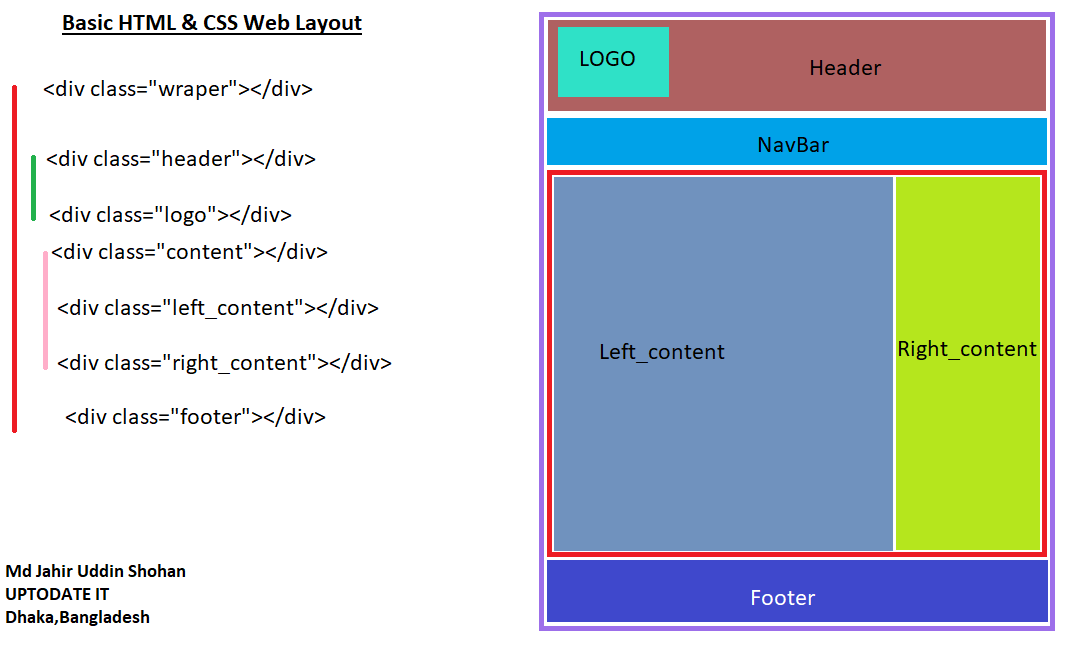 Basic HTML & CSS Web Layout
<div class="wraper"></div>
<div class="header"></div>
<div class="logo"></div>
<div class="content"></div>
<div class="left_content"></div>
<div class="right_content"></div>
<div class="footer"></div>
Md Jahir Uddin Shohan
UPTODATE IT
Dhaka,Bangladesh
LOGO
Header
NavBar
Left_content
Right_content
Footer